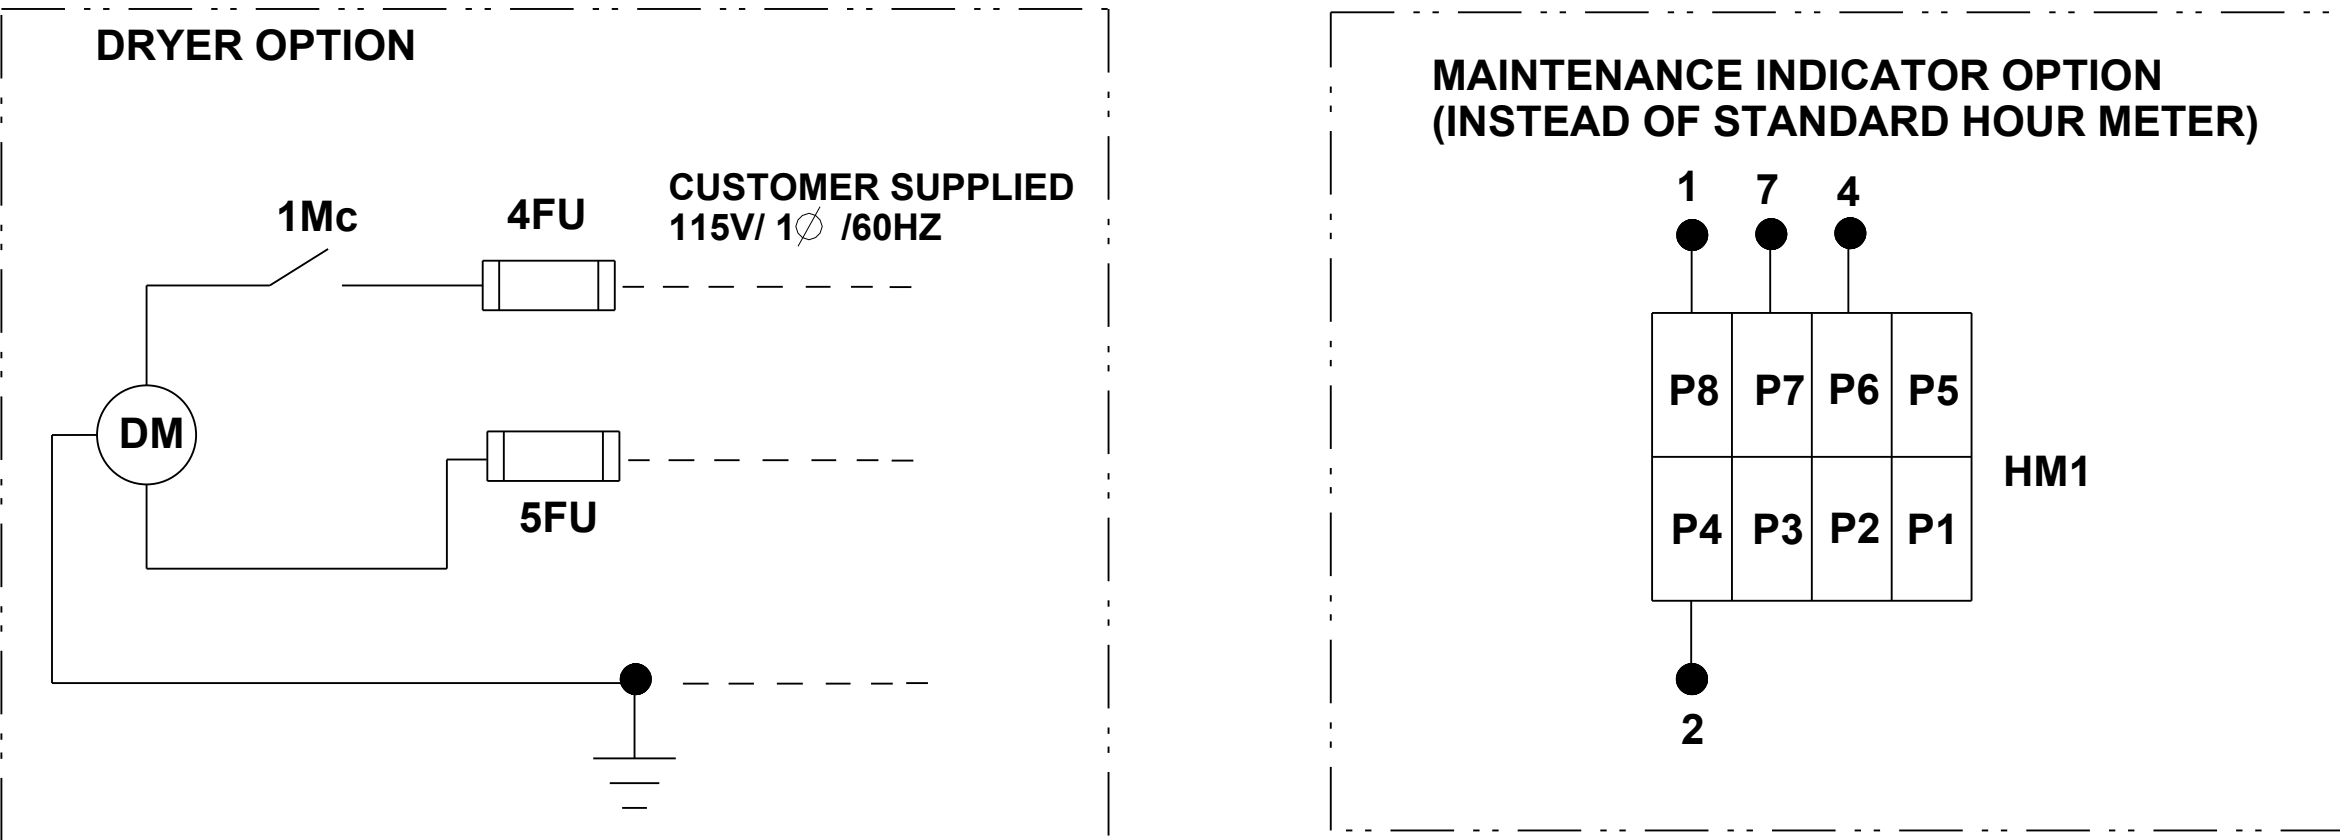 DRYER OPTION
1Mc
4FU
CUSTOMER SUPPLIED
115V/ 1∅ /60HZ
DM
5FU
MAINTENANCE INDICATOR OPTION
(INSTEAD OF STANDARD HOUR METER)
1 7 4
P8 P7 P6 P5
HM1
P4 P3 P2 P1
2